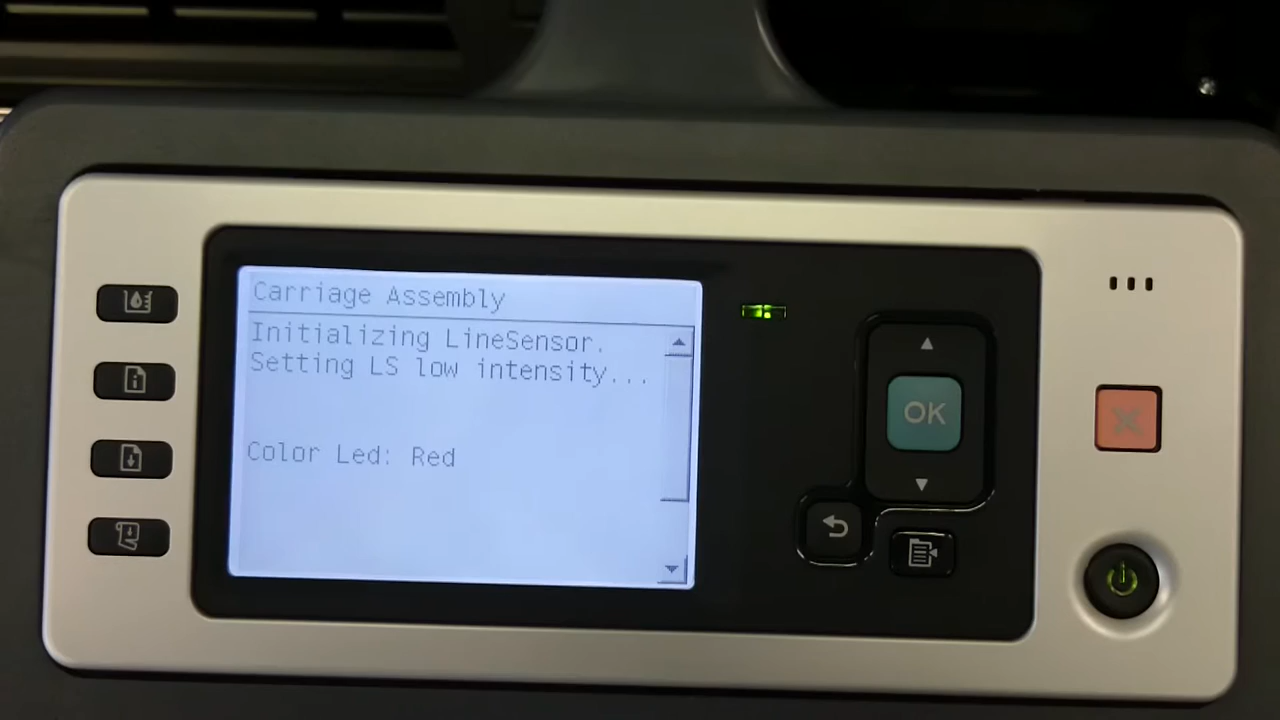 Carriage Assembly
Initializing LineSensor.
Setting LS low intensity...
Color Led: Red
OK